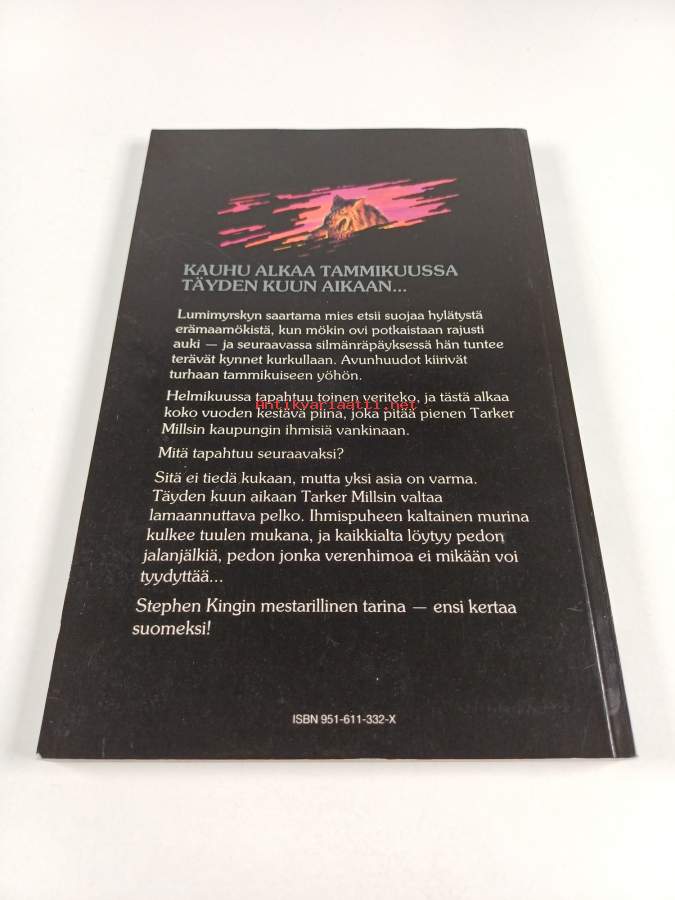 KAUHU ALKAA TAMMIKUUSSA
TÄYDEN KUUN AIKAAN...
Lumimyrskyn saartama mies etsii suojaa hylätystä
erämaamökistä, kun mökin ovi potkaistaan rajusti
auki — ja seuraavassa silmänräpäyksessä hän tuntee
terävät kynnet kurkullaan. Avunhuudot kiirivät
turhaan tammikuiseen yöhön.
Helmikuussa tapahtuu toinen veriteko, ja tästä alkaa
Antikvariaatti.net
koko vuoden kestävä piina, joka pitää pienen Tarker
Millsin kaupungin ihmisiä vankinaan.
Mitä tapahtuu seuraavaksi?
Sitä ei tiedä kukaan, mutta yksi asia on varma.
Täyden kuun aikaan Tarker Millsin valtaa
lamaannuttava pelko. Ihmispuheen kaltainen murina
kulkee tuulen mukana, ja kaikkialta löytyy pedon
jalanjälkiä, pedon jonka verenhimoa ei mikään voi
tyydyttää...
Stephen Kingin mestarillinen tarina — ensi kertaa
suomeksi!
ISBN 951-611-332-X